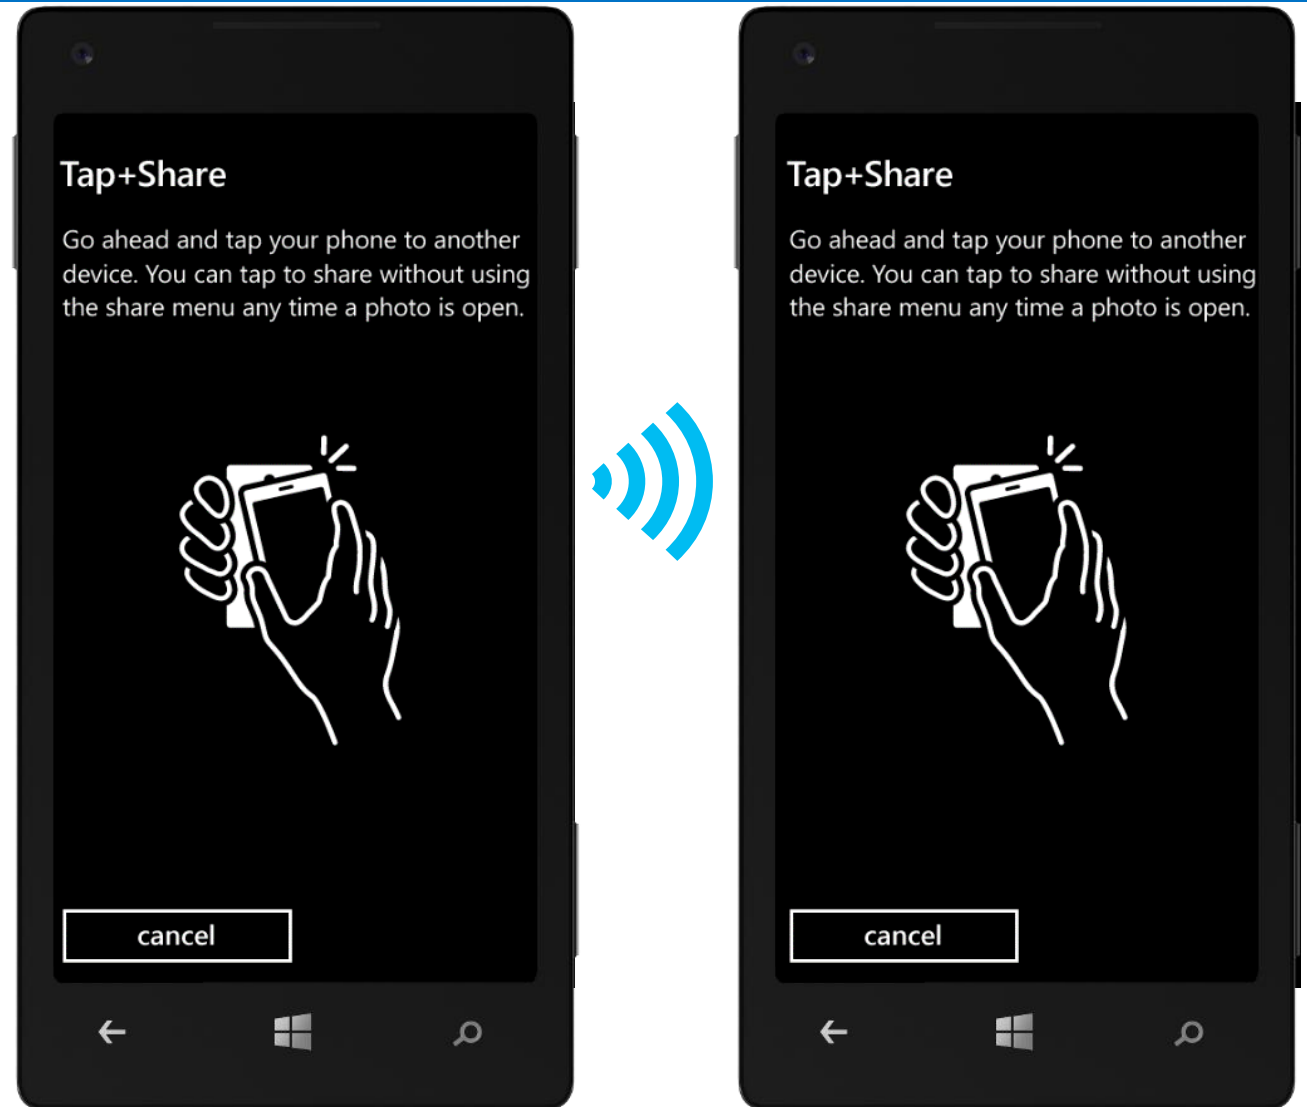 Tap+Share
Go ahead and tap your phone to another
device. You can tap to share without using
the share menu any time a photo is open.
cancel
Tap+Share
Go ahead and tap your phone to another
device. You can tap to share without using
the share menu any time a photo is open.
cancel